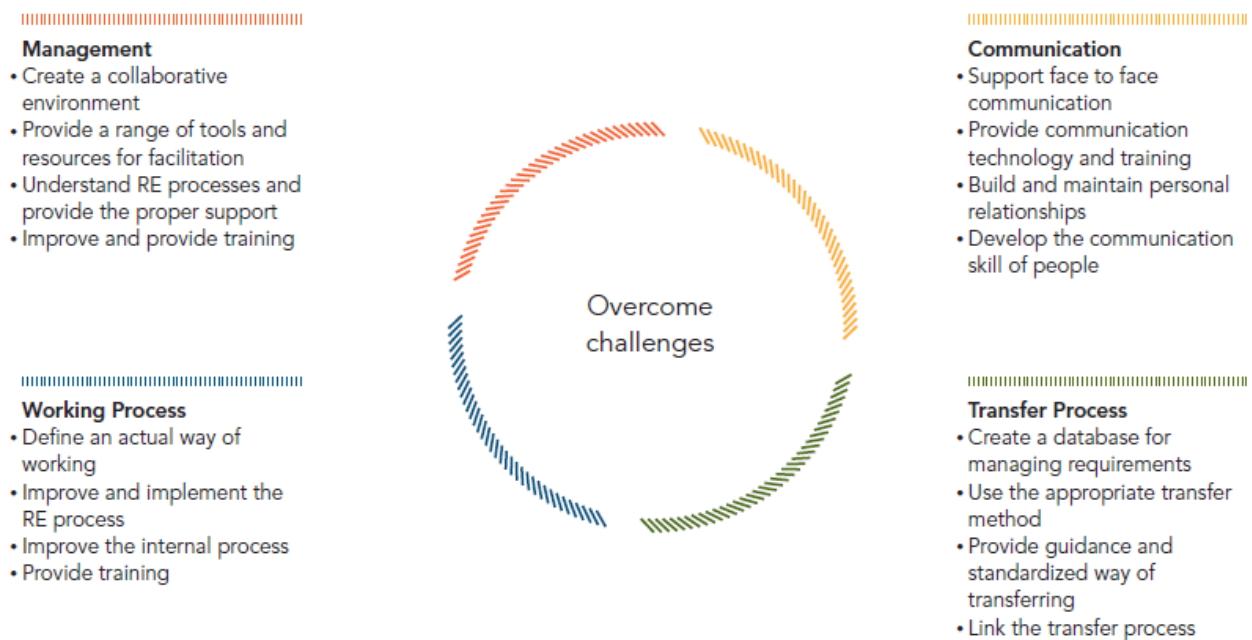 Management
• Create a collaborative
environment
• Provide a range of tools and
resources for facilitation
• Understand RE processes and
provide the proper support
• Improve and provide training
Communication
• Support face to face
communication
• Provide communication
technology and training
• Build and maintain personal
relationships
• Develop the communication
skill of people
Overcome
challenges
Working Process
• Define an actual way of
working
• Improve and implement the
RE process
• Improve the internal process
• Provide training
Transfer Process
• Create a database for
managing requirements
• Use the appropriate transfer
method
• Provide guidance and
standardized way of
transferring
• Link the transfer process